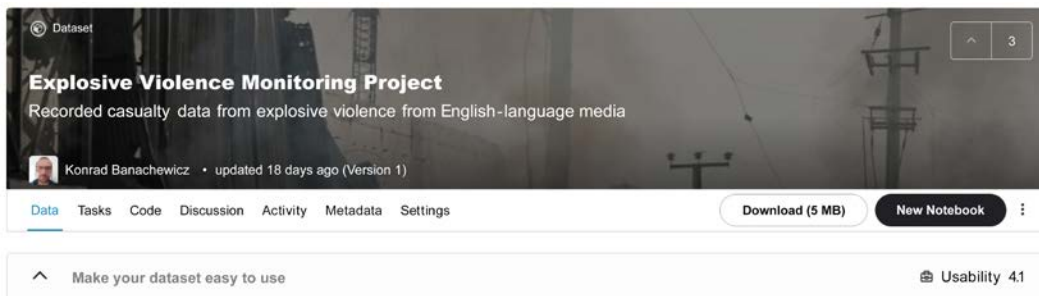 Dataset
3
Explosive Violence Monitoring Project
Recorded casualty data from explosive violence from English-language media
Konrad Banachewicz • updated 18 days ago (Version 1)
Data Tasks Code Discussion Activity Metadata Settings Download (5 MB) New Notebook
Make your dataset easy to use Usability 4.1